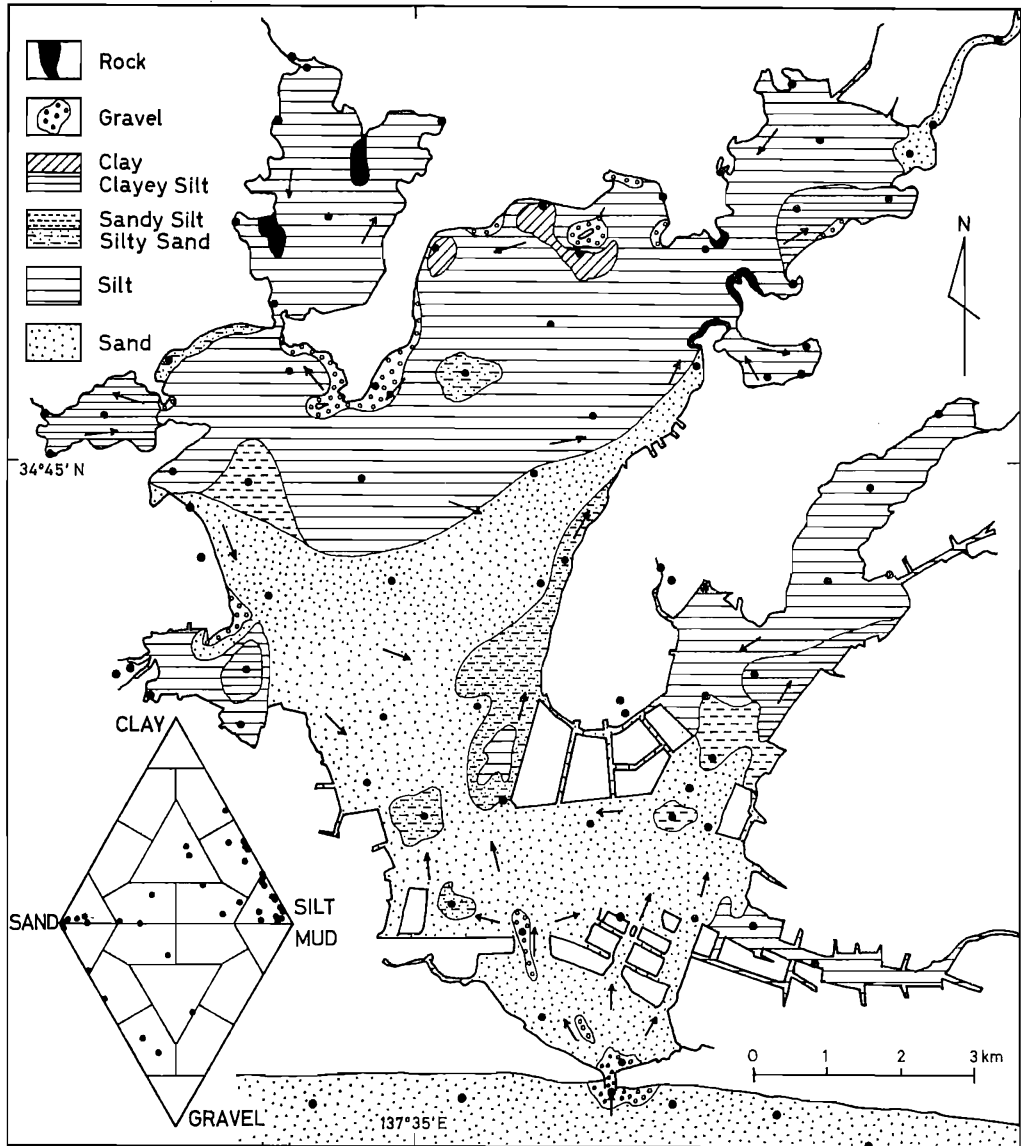 Rock
Gravel
Clay
Clayey Silt
Sandy Silt
Silty Sand
Silt
Sand
N
34°45' N
CLAY
SAND
SILT
MUD
GRAVEL
0 1 2 3 km
137°35' E